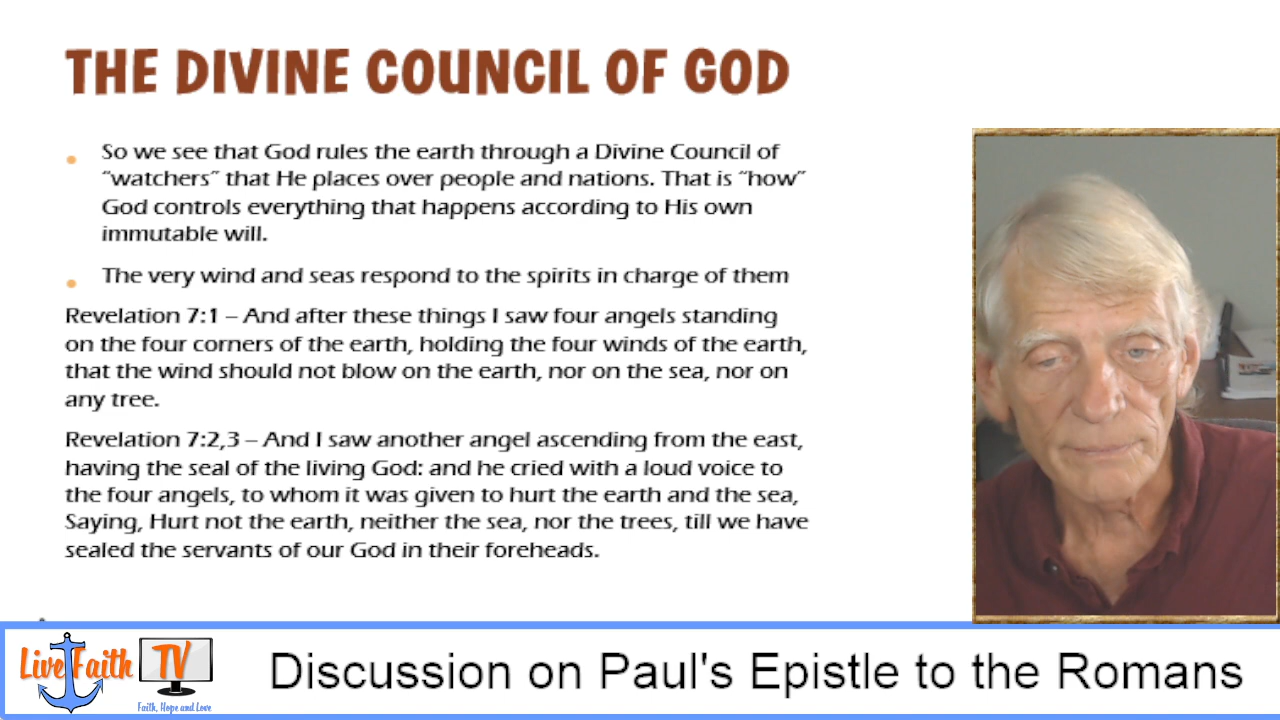 THE DIVINE COUNCIL OF GOD
So we see that God rules the earth through a Divine Council of
“watchers” that He places over people and nations. That is “how”
God controls everything that happens according to His own
immutable will.
The very wind and seas respond to the spirits in charge of them
Revelation 7:1 – And after these things I saw four angels standing
on the four corners of the earth, holding the four winds of the earth,
that the wind should not blow on the earth, nor on the sea, nor on
any tree.
Revelation 7:2,3 – And I saw another angel ascending from the east,
having the seal of the living God: and he cried with a loud voice to
the four angels, to whom it was given to hurt the earth and the sea,
Saying, Hurt not the earth, neither the sea, nor the trees, till we have
sealed the servants of our God in their foreheads.
Live Faith TV
Faith, Hope and Love
Discussion on Paul's Epistle to the Romans